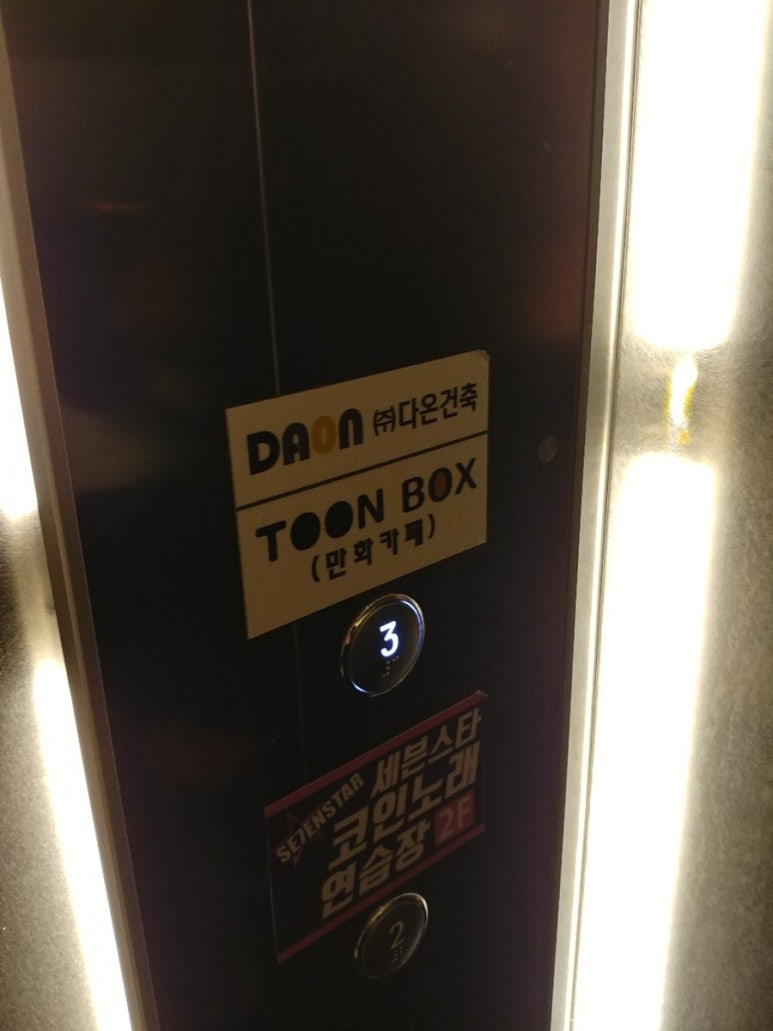 DAON ㈜다온건축
TOON BOX
(만화카페)
3
SE7ENSTAR 세븐스타
코인노래
연습장 2F
2